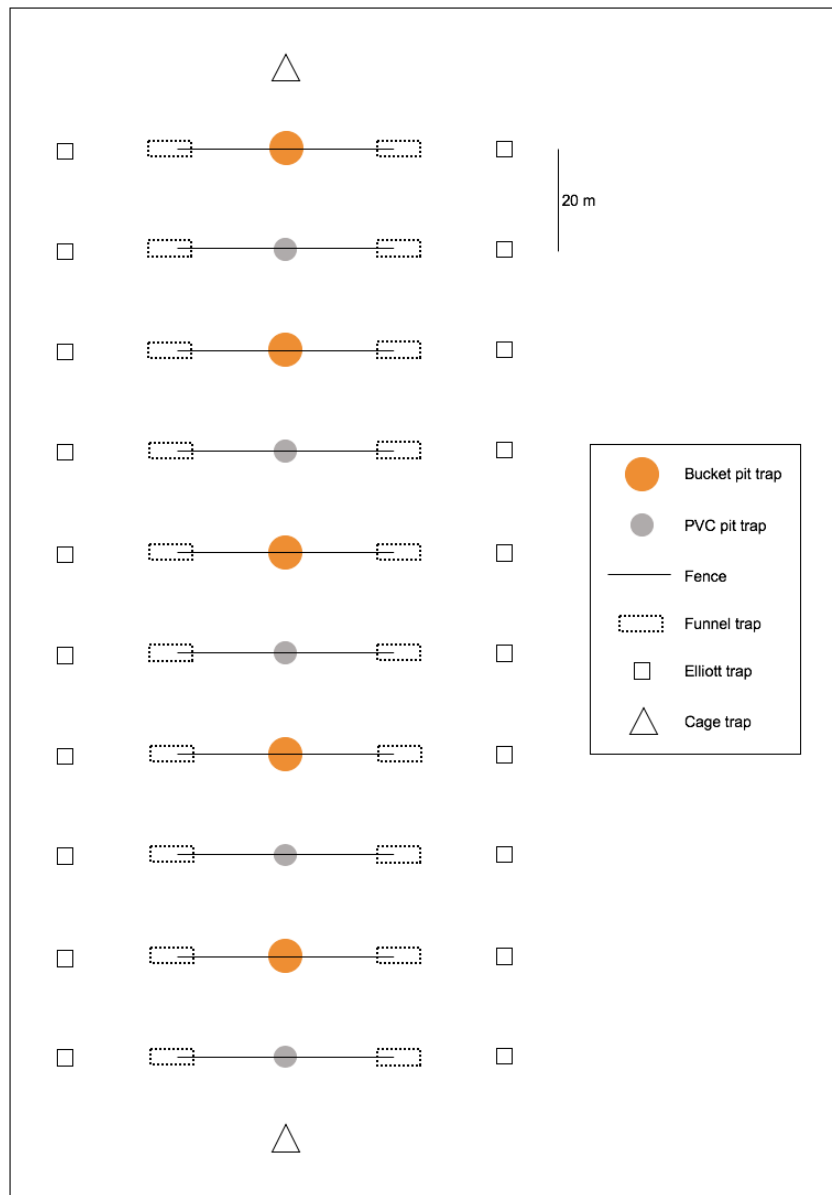 20 m
Bucket pit trap
PVC pit trap
Fence
Funnel trap
Elliott trap
Cage trap